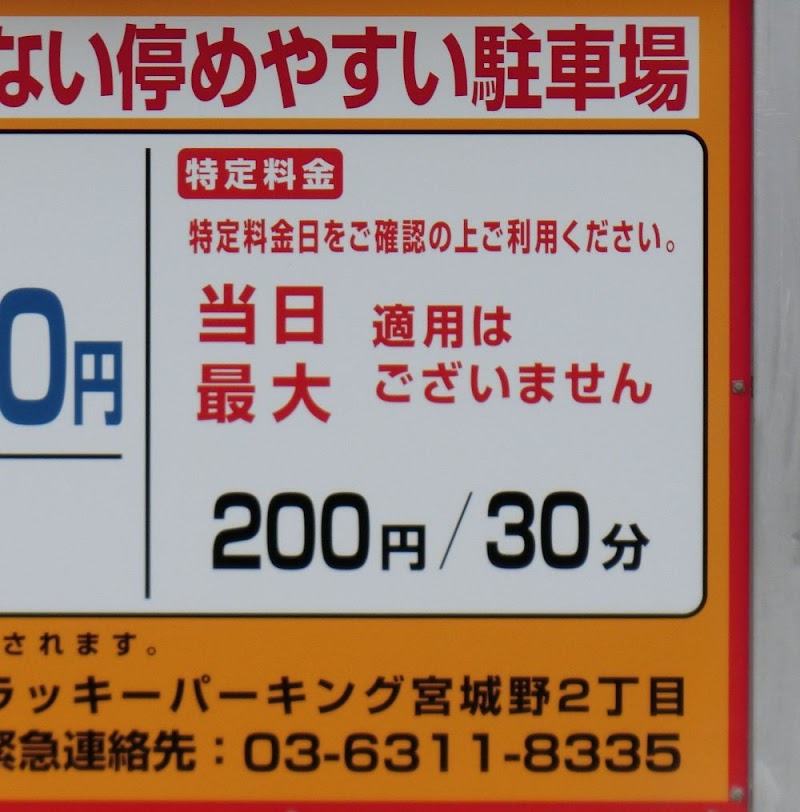 ない停めやすい駐車場
特定料金
特定料金日をご確認の上ご利用ください。
当日最大 適用はございません
0円
200円/30分
されます。
ラッキーパーキング宮城野2丁目
緊急連絡先：03-6311-8335